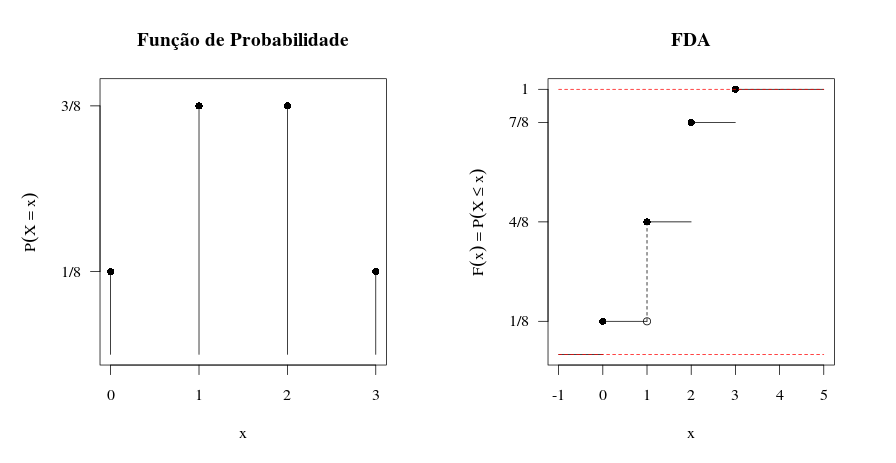 Função de Probabilidade
P(X = x)
3/8
1/8
0 1 2 3
x
FDA
F(x) = P(X ≤ x)
1
7/8
4/8
1/8
-1 0 1 2 3 4 5
x